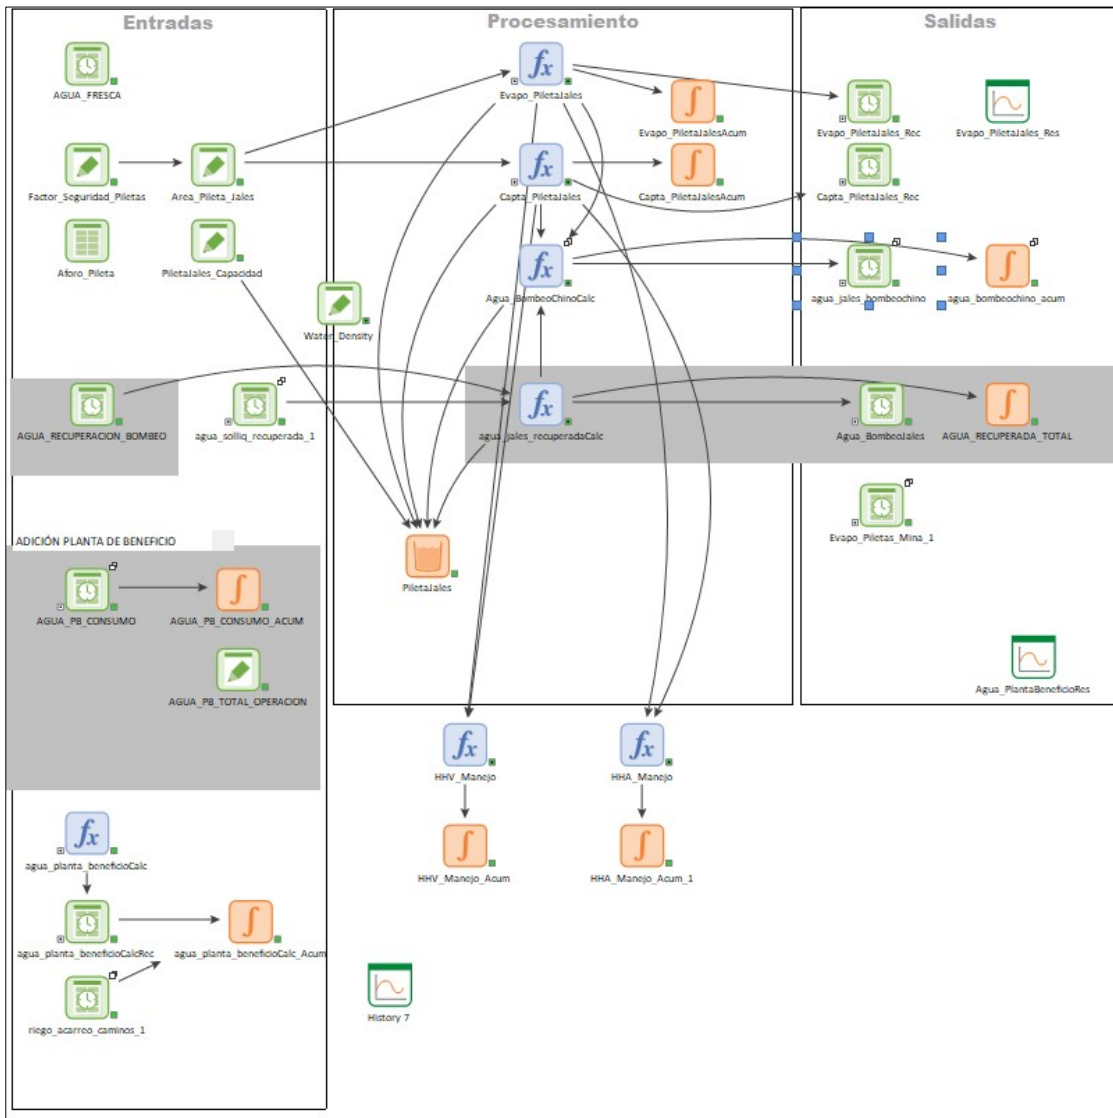 Entradas
Procesamiento
Salidas
AGUA_FRESCA
Evapo_PiletaJales
Evapo_PiletaJalesAcum
Evapo_PiletaJales_Rec
Evapo_PiletaJales_Res
Factor_Seguridad_Piletas
Area_Pileta_Jales
Capta_PiletaJales
Capta_PiletaJalesAcum
Capta_PiletaJales_Rec
Aforo_Pileta
PiletaJales_Capacidad
Agua_BombeoChinoCalc
agua_jales_bombeochino
agua_bombeochino_acum
Water_Density
AGUA_RECUPERACION_BOMBEO
agua_solliq_recuperada_1
agua_jales_recuperadaCalc
Agua_BombeoJales
AGUA_RECUPERADA_TOTAL
Evapo_Piletas_Mina_1
ADICIÓN PLANTA DE BENEFICIO
PiletaJales
AGUA_PB_CONSUMO
AGUA_PB_CONSUMO_ACUM
AGUA_PB_TOTAL_OPERACION
Agua_PlantaBeneficioRes
HHV_Manejo
HHA_Manejo
agua_planta_beneficioCalc
HHV_Manejo_Acum
HHA_Manejo_Acum_1
agua_planta_beneficioCalcRec
agua_planta_beneficioCalc_Acum
riego_acarreo_caminos_1
History 7